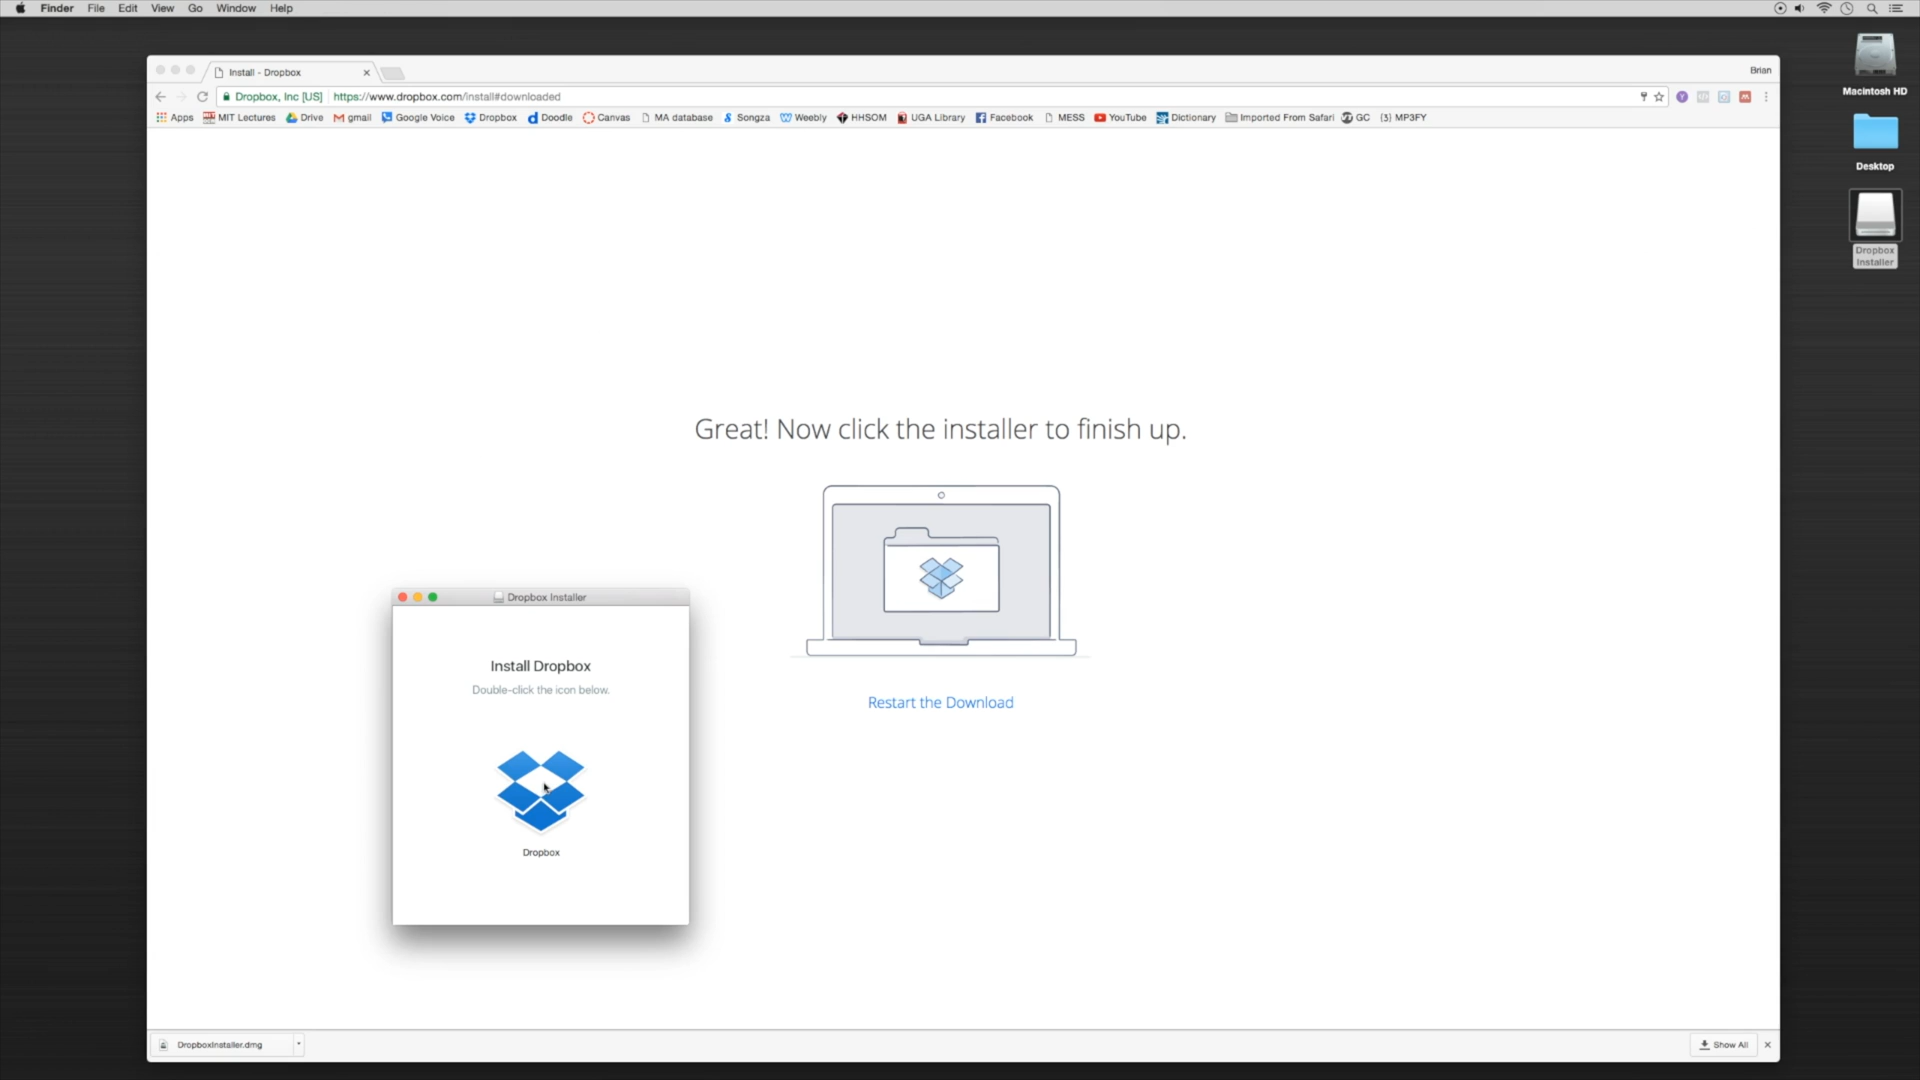 Finder File Edit View Go Window Help
Macintosh HD
Desktop
Dropbox
Installer
Install - Dropbox
Brian
Dropbox, Inc [US] https://www.dropbox.com/install#downloaded
Apps MIT Lectures Drive gmail Google Voice Dropbox Doodle Canvas MA database Songza Weebly HHSOM UGA Library Facebook MESS YouTube Dictionary Imported From Safari GC (3) MP3FY
Great! Now click the installer to finish up.
Restart the Download
Dropbox Installer
Install Dropbox
Double-click the icon below.
Dropbox
DropboxInstaller.dmg
Show All